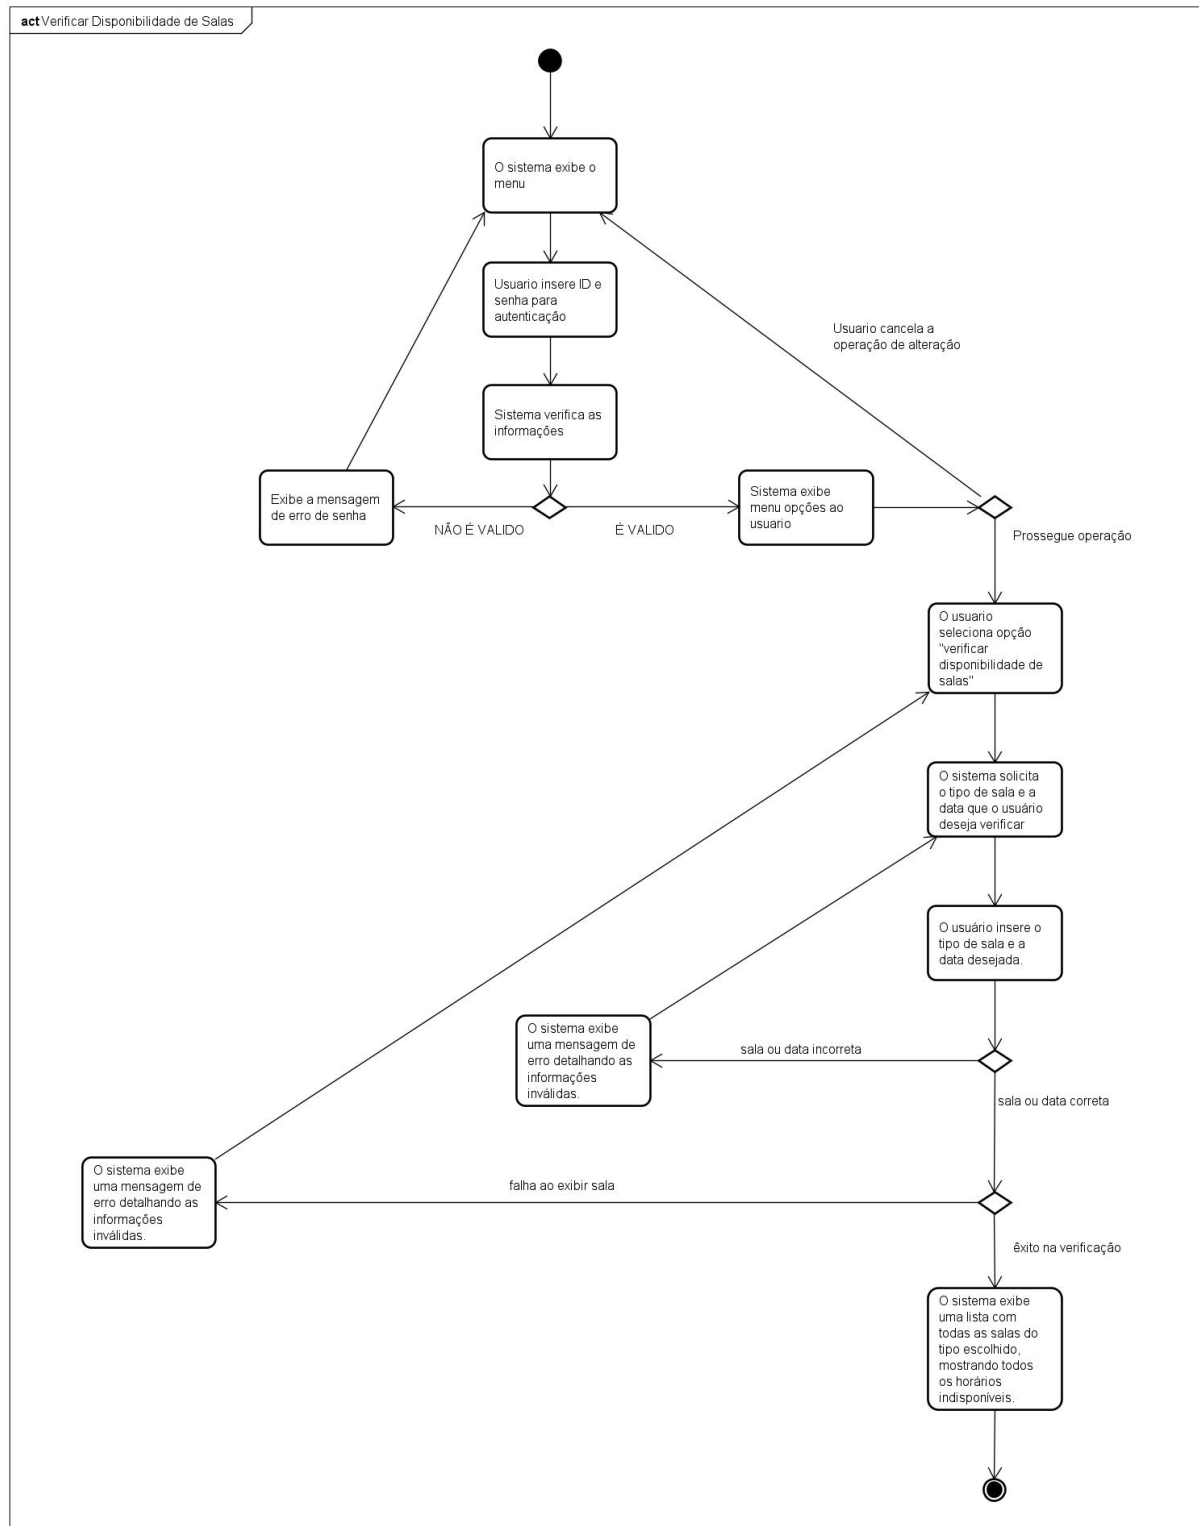 act Verificar Disponibilidade de Salas
O sistema exibe o
menu
Usuario insere ID e
senha para
autenticação
Usuario cancela a
operação de alteração
Sistema verifica as
informações
Exibe a mensagem
de erro de senha
NÃO É VALIDO
É VALIDO
Sistema exibe
menu opções ao
usuario
Prossegue operação
O usuario
seleciona opção
"verificar
disponibilidade de
salas"
O sistema solicita
o tipo de sala e a
data que o usuário
deseja verificar
O usuário insere o
tipo de sala e a
data desejada.
O sistema exibe
uma mensagem de
erro detalhando as
informações
inválidas.
sala ou data incorreta
sala ou data correta
O sistema exibe
uma mensagem de
erro detalhando as
informações
inválidas.
falha ao exibir sala
êxito na verificação
O sistema exibe
uma lista com
todas as salas do
tipo escolhido,
mostrando todos
os horários
indisponíveis.